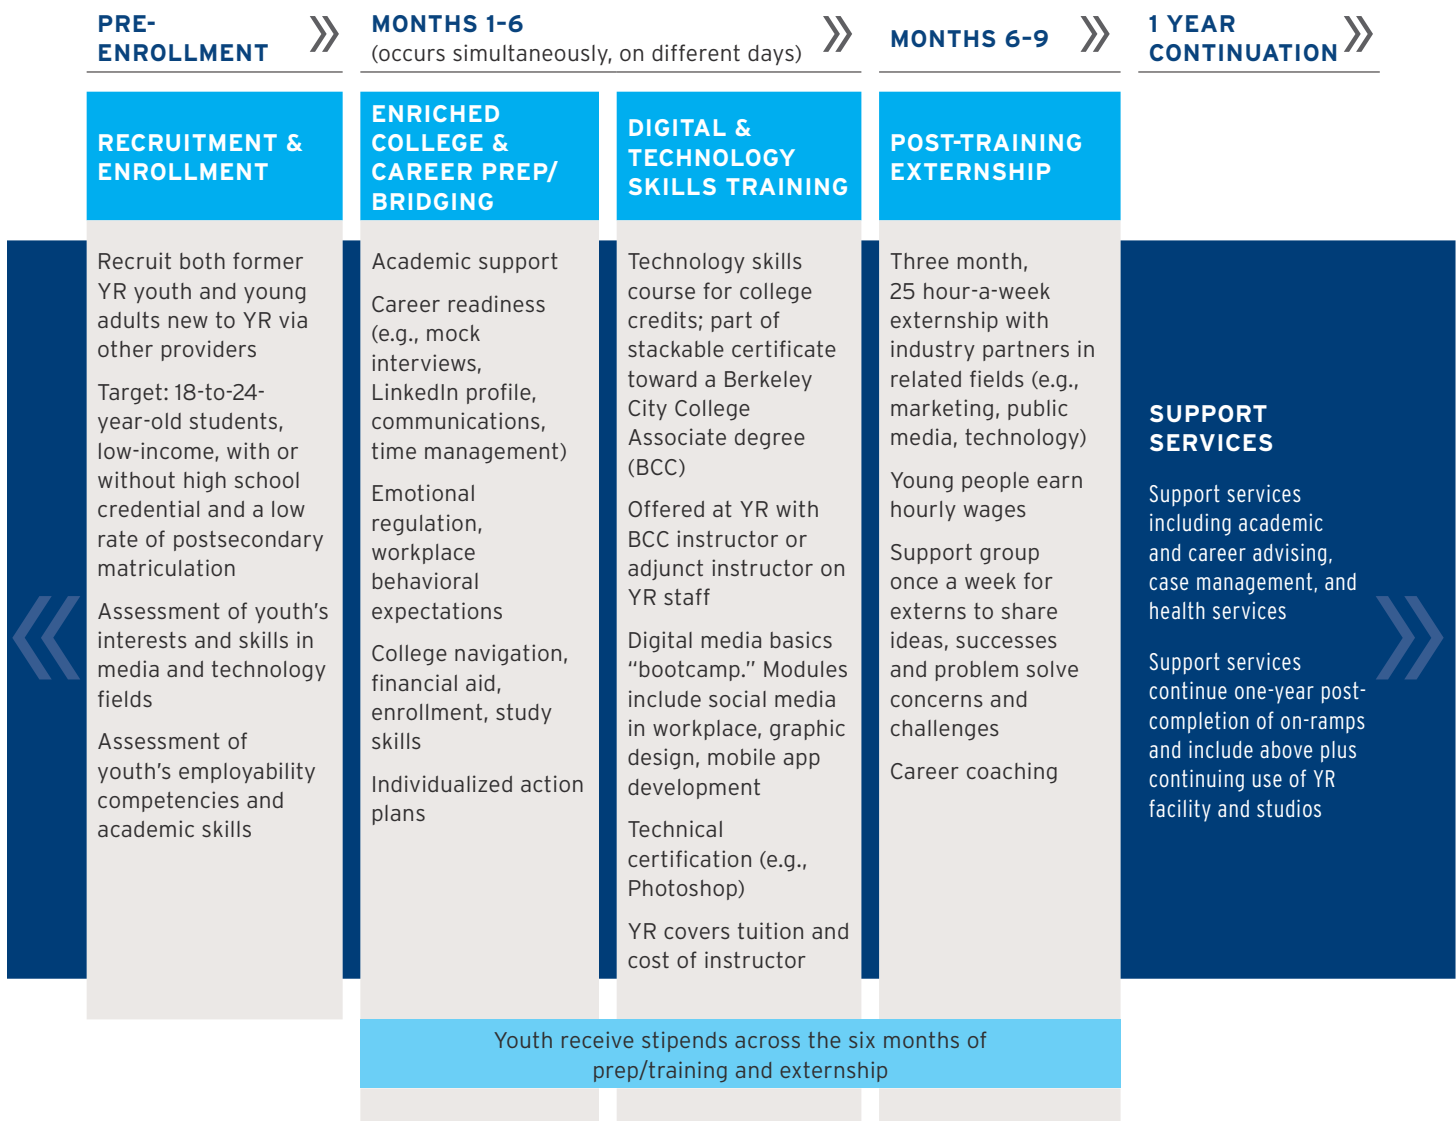 PRE-
ENROLLMENT
MONTHS 1–6
(occurs simultaneously, on different days)
MONTHS 6–9
1 YEAR
CONTINUATION
RECRUITMENT &
ENROLLMENT
Recruit both former
YR youth and young
adults new to YR via
other providers
Target: 18-to-24-
year-old students,
low-income, with or
without high school
credential and a low
rate of postsecondary
matriculation
Assessment of youth's
interests and skills in
media and technology
fields
Assessment of
youth's employability
competencies and
academic skills
ENRICHED
COLLEGE &
CAREER PREP/
BRIDGING
Academic support
Career readiness
(e.g., mock
interviews,
LinkedIn profile,
communications,
time management)
Emotional
regulation,
workplace
behavioral
expectations
College navigation,
financial aid,
enrollment, study
skills
Individualized action
plans
DIGITAL &
TECHNOLOGY
SKILLS TRAINING
Technology skills
course for college
credits; part of
stackable certificate
toward a Berkeley
City College
Associate degree
(BCC)
Offered at YR with
BCC instructor or
adjunct instructor on
YR staff
Digital media basics
“bootcamp.” Modules
include social media
in workplace, graphic
design, mobile app
development
Technical
certification (e.g.,
Photoshop)
YR covers tuition and
cost of instructor
POST-TRAINING
EXTERNSHIP
Three month,
25 hour-a-week
externship with
industry partners in
related fields (e.g.,
marketing, public
media, technology)
Young people earn
hourly wages
Support group
once a week for
externs to share
ideas, successes
and problem solve
concerns and
challenges
Career coaching
SUPPORT
SERVICES
Support services
including academic
and career advising,
case management, and
health services
Support services
continue one-year post-
completion of on-ramps
and include above plus
continuing use of YR
facility and studios
Youth receive stipends across the six months of
prep/training and externship